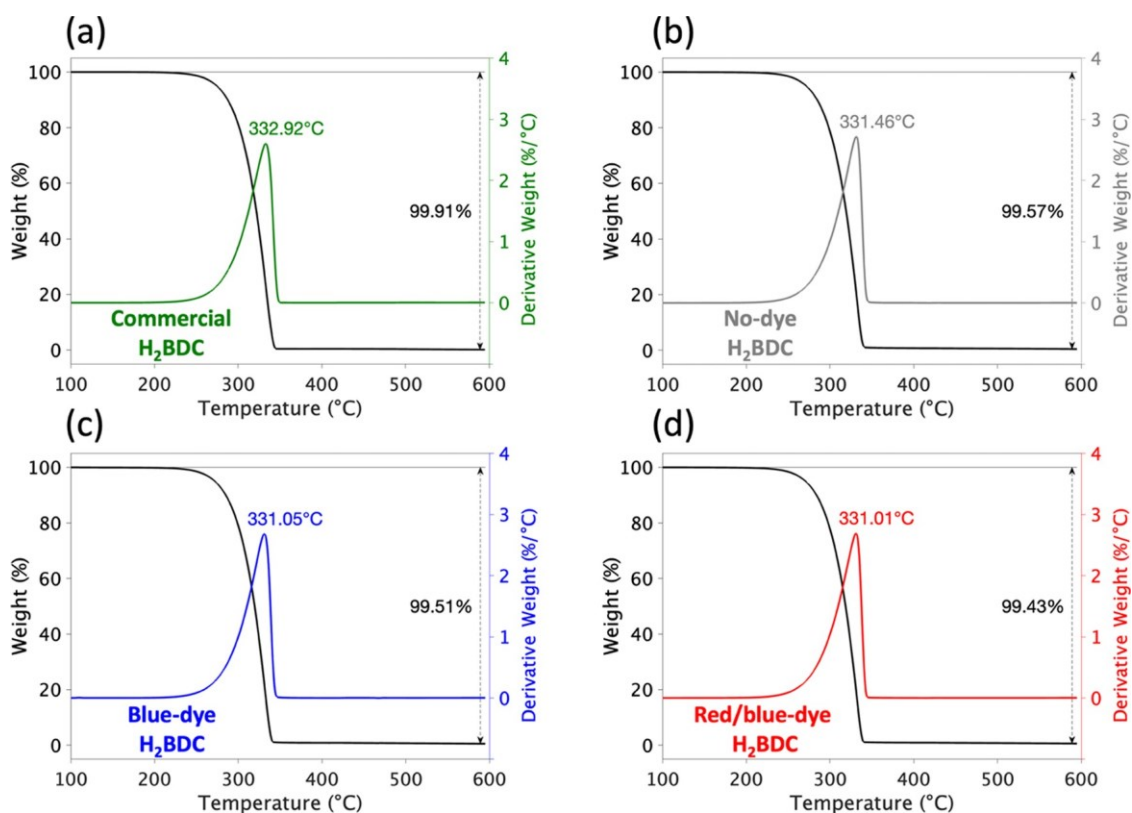 (a)
332.92°C
99.91%
Commercial
H₂BDC
Weight (%)
100
80
60
40
20
0
Derivative Weight (%/°C)
4
3
2
1
0
100 200 300 400 500 600
Temperature (°C)
(b)
331.46°C
99.57%
No-dye
H₂BDC
Weight (%)
100
80
60
40
20
0
Derivative Weight (%/°C)
4
3
2
1
0
100 200 300 400 500 600
Temperature (°C)
(c)
331.05°C
99.51%
Blue-dye
H₂BDC
Weight (%)
100
80
60
40
20
0
Derivative Weight (%/°C)
4
3
2
1
0
100 200 300 400 500 600
Temperature (°C)
(d)
331.01°C
99.43%
Red/blue-dye
H₂BDC
Weight (%)
100
80
60
40
20
0
Derivative Weight (%/°C)
4
3
2
1
0
100 200 300 400 500 600
Temperature (°C)